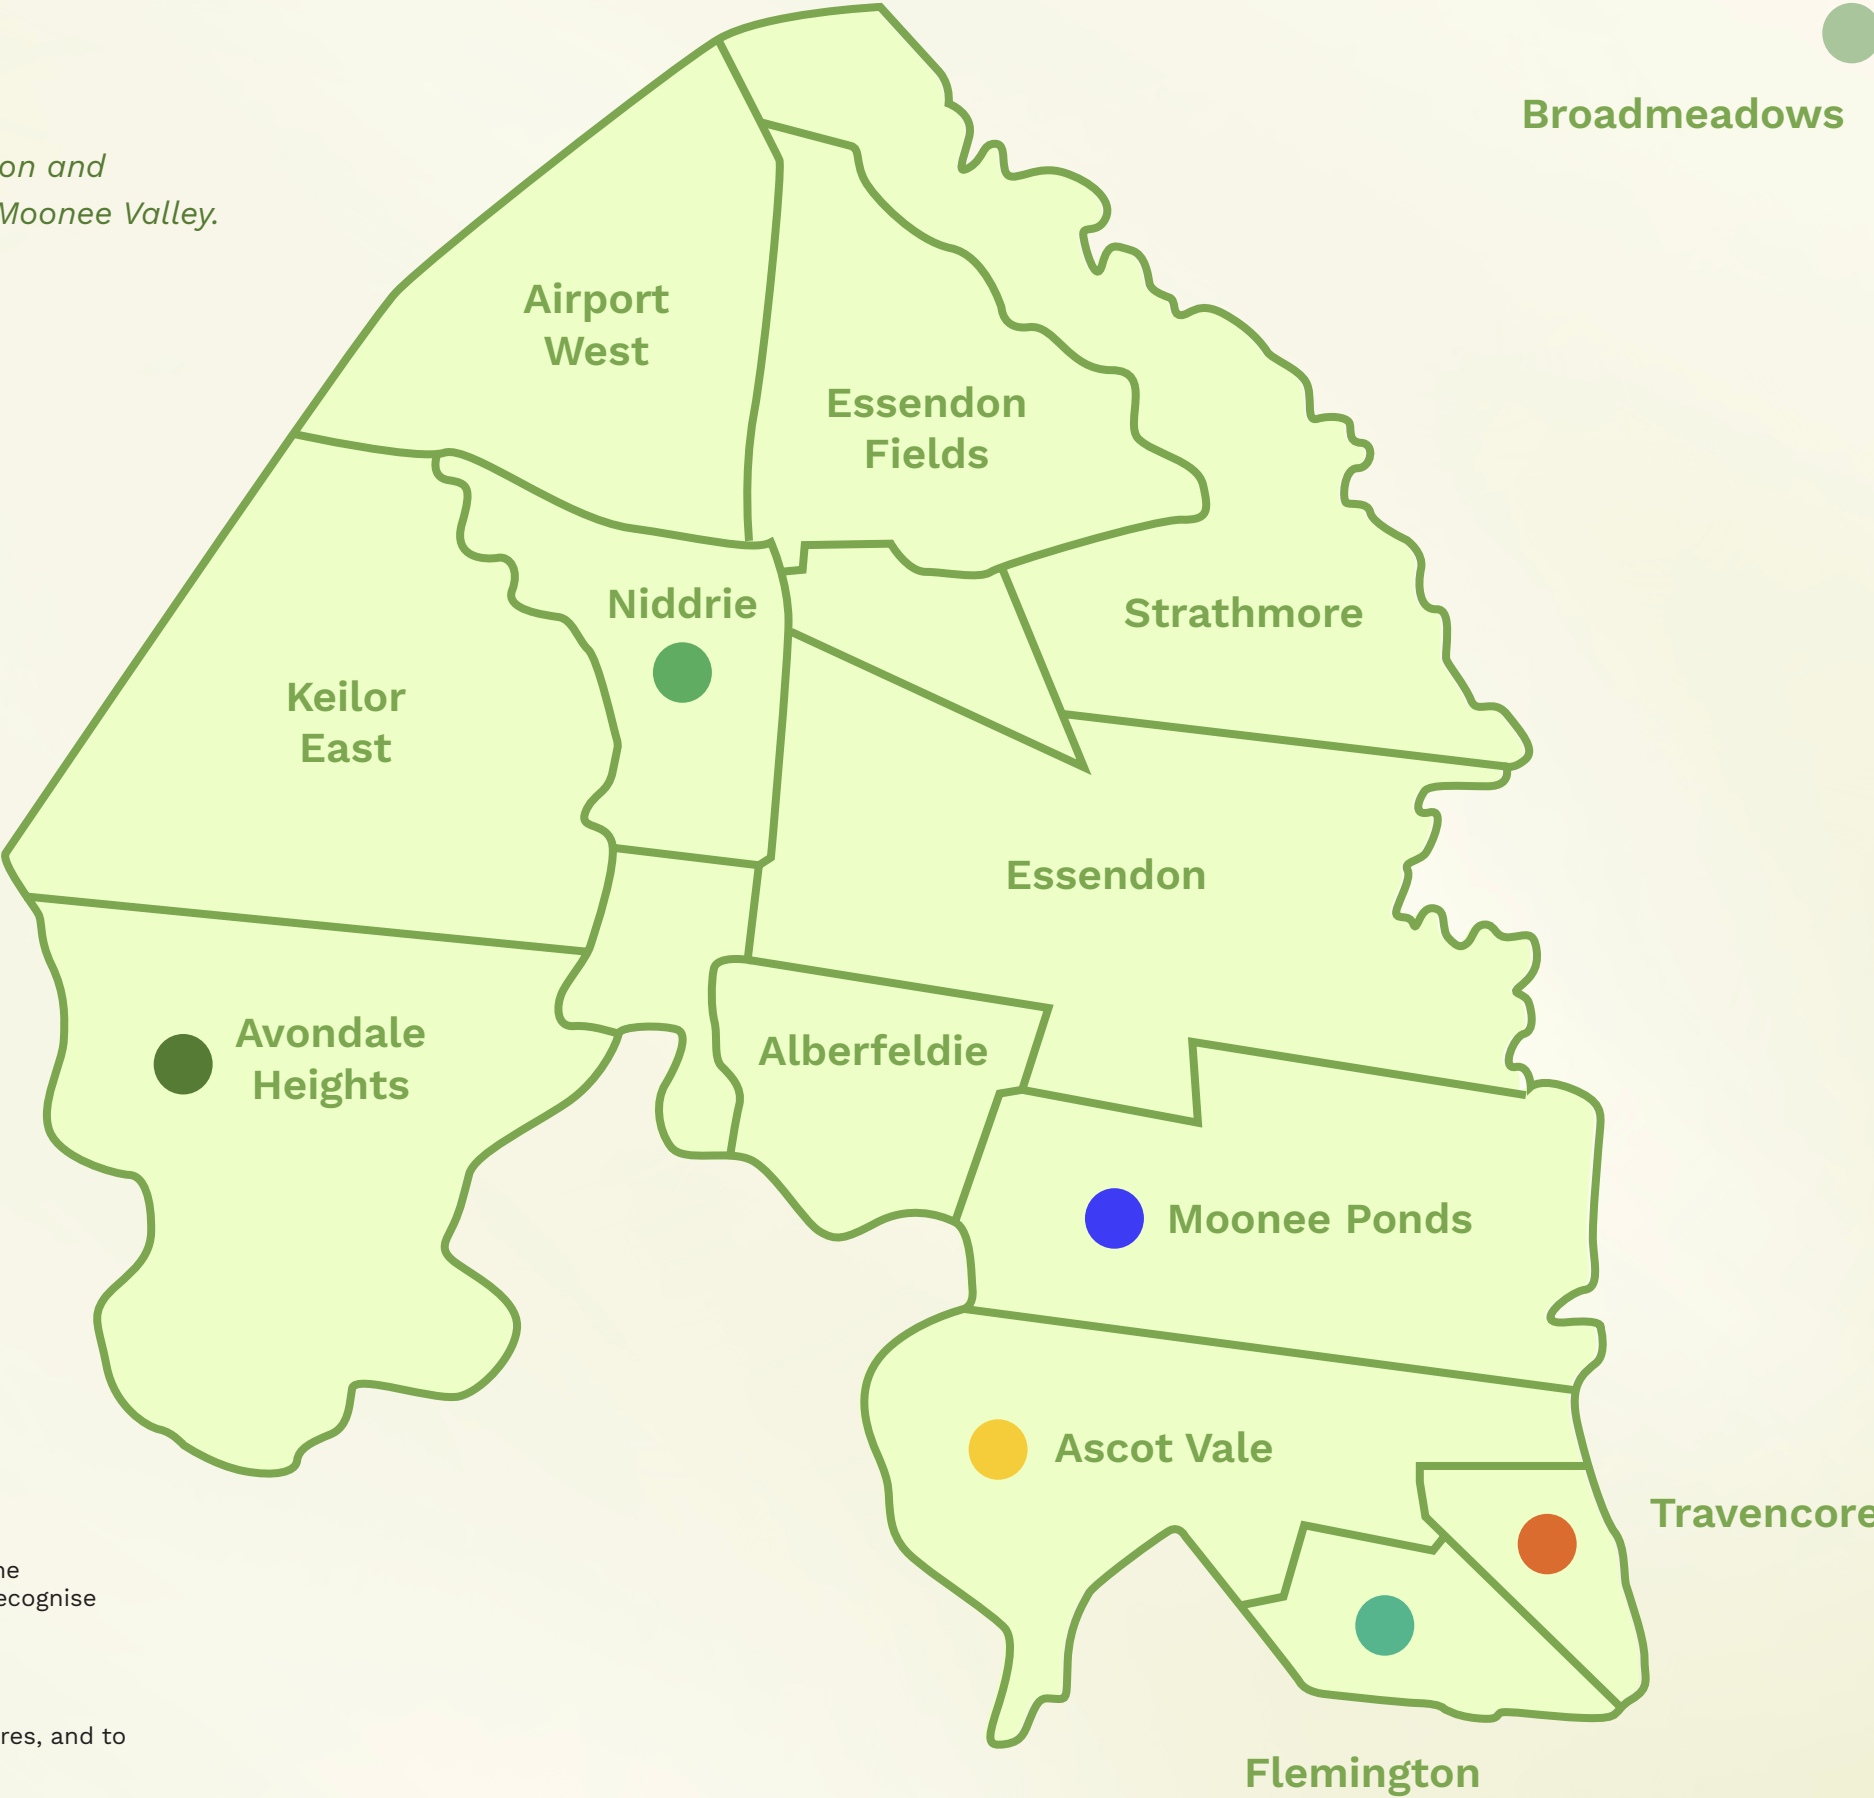 Broadmeadows
on and
Moonee Valley.
Airport
West
Essendon
Fields
Niddrie
Strathmore
Keilor
East
Essendon
Avondale
Heights
Alberfeldie
Moonee Ponds
Ascot Vale
Travencore
ne
ecognise
res, and to
Flemington